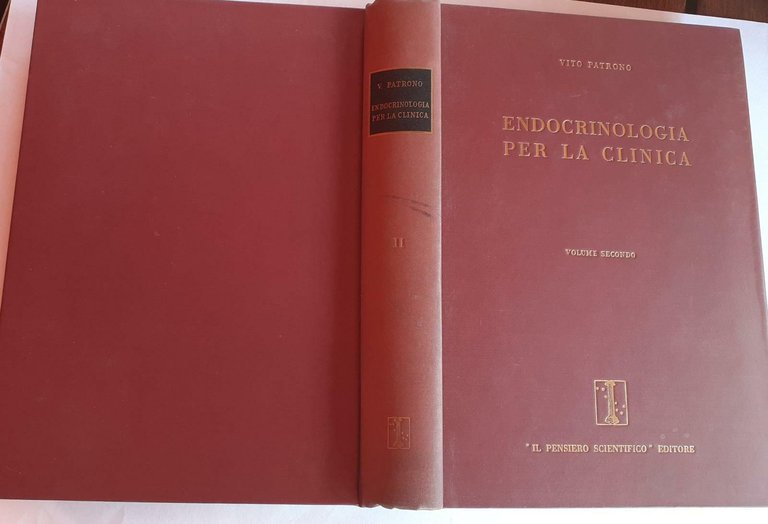 V. PATRONO
ENDOCRINOLOGIA
PER LA CLINICA
II
VITO PATRONO
ENDOCRINOLOGIA
PER LA CLINICA
VOLUME SECONDO
"IL PENSIERO SCIENTIFICO" EDITORE